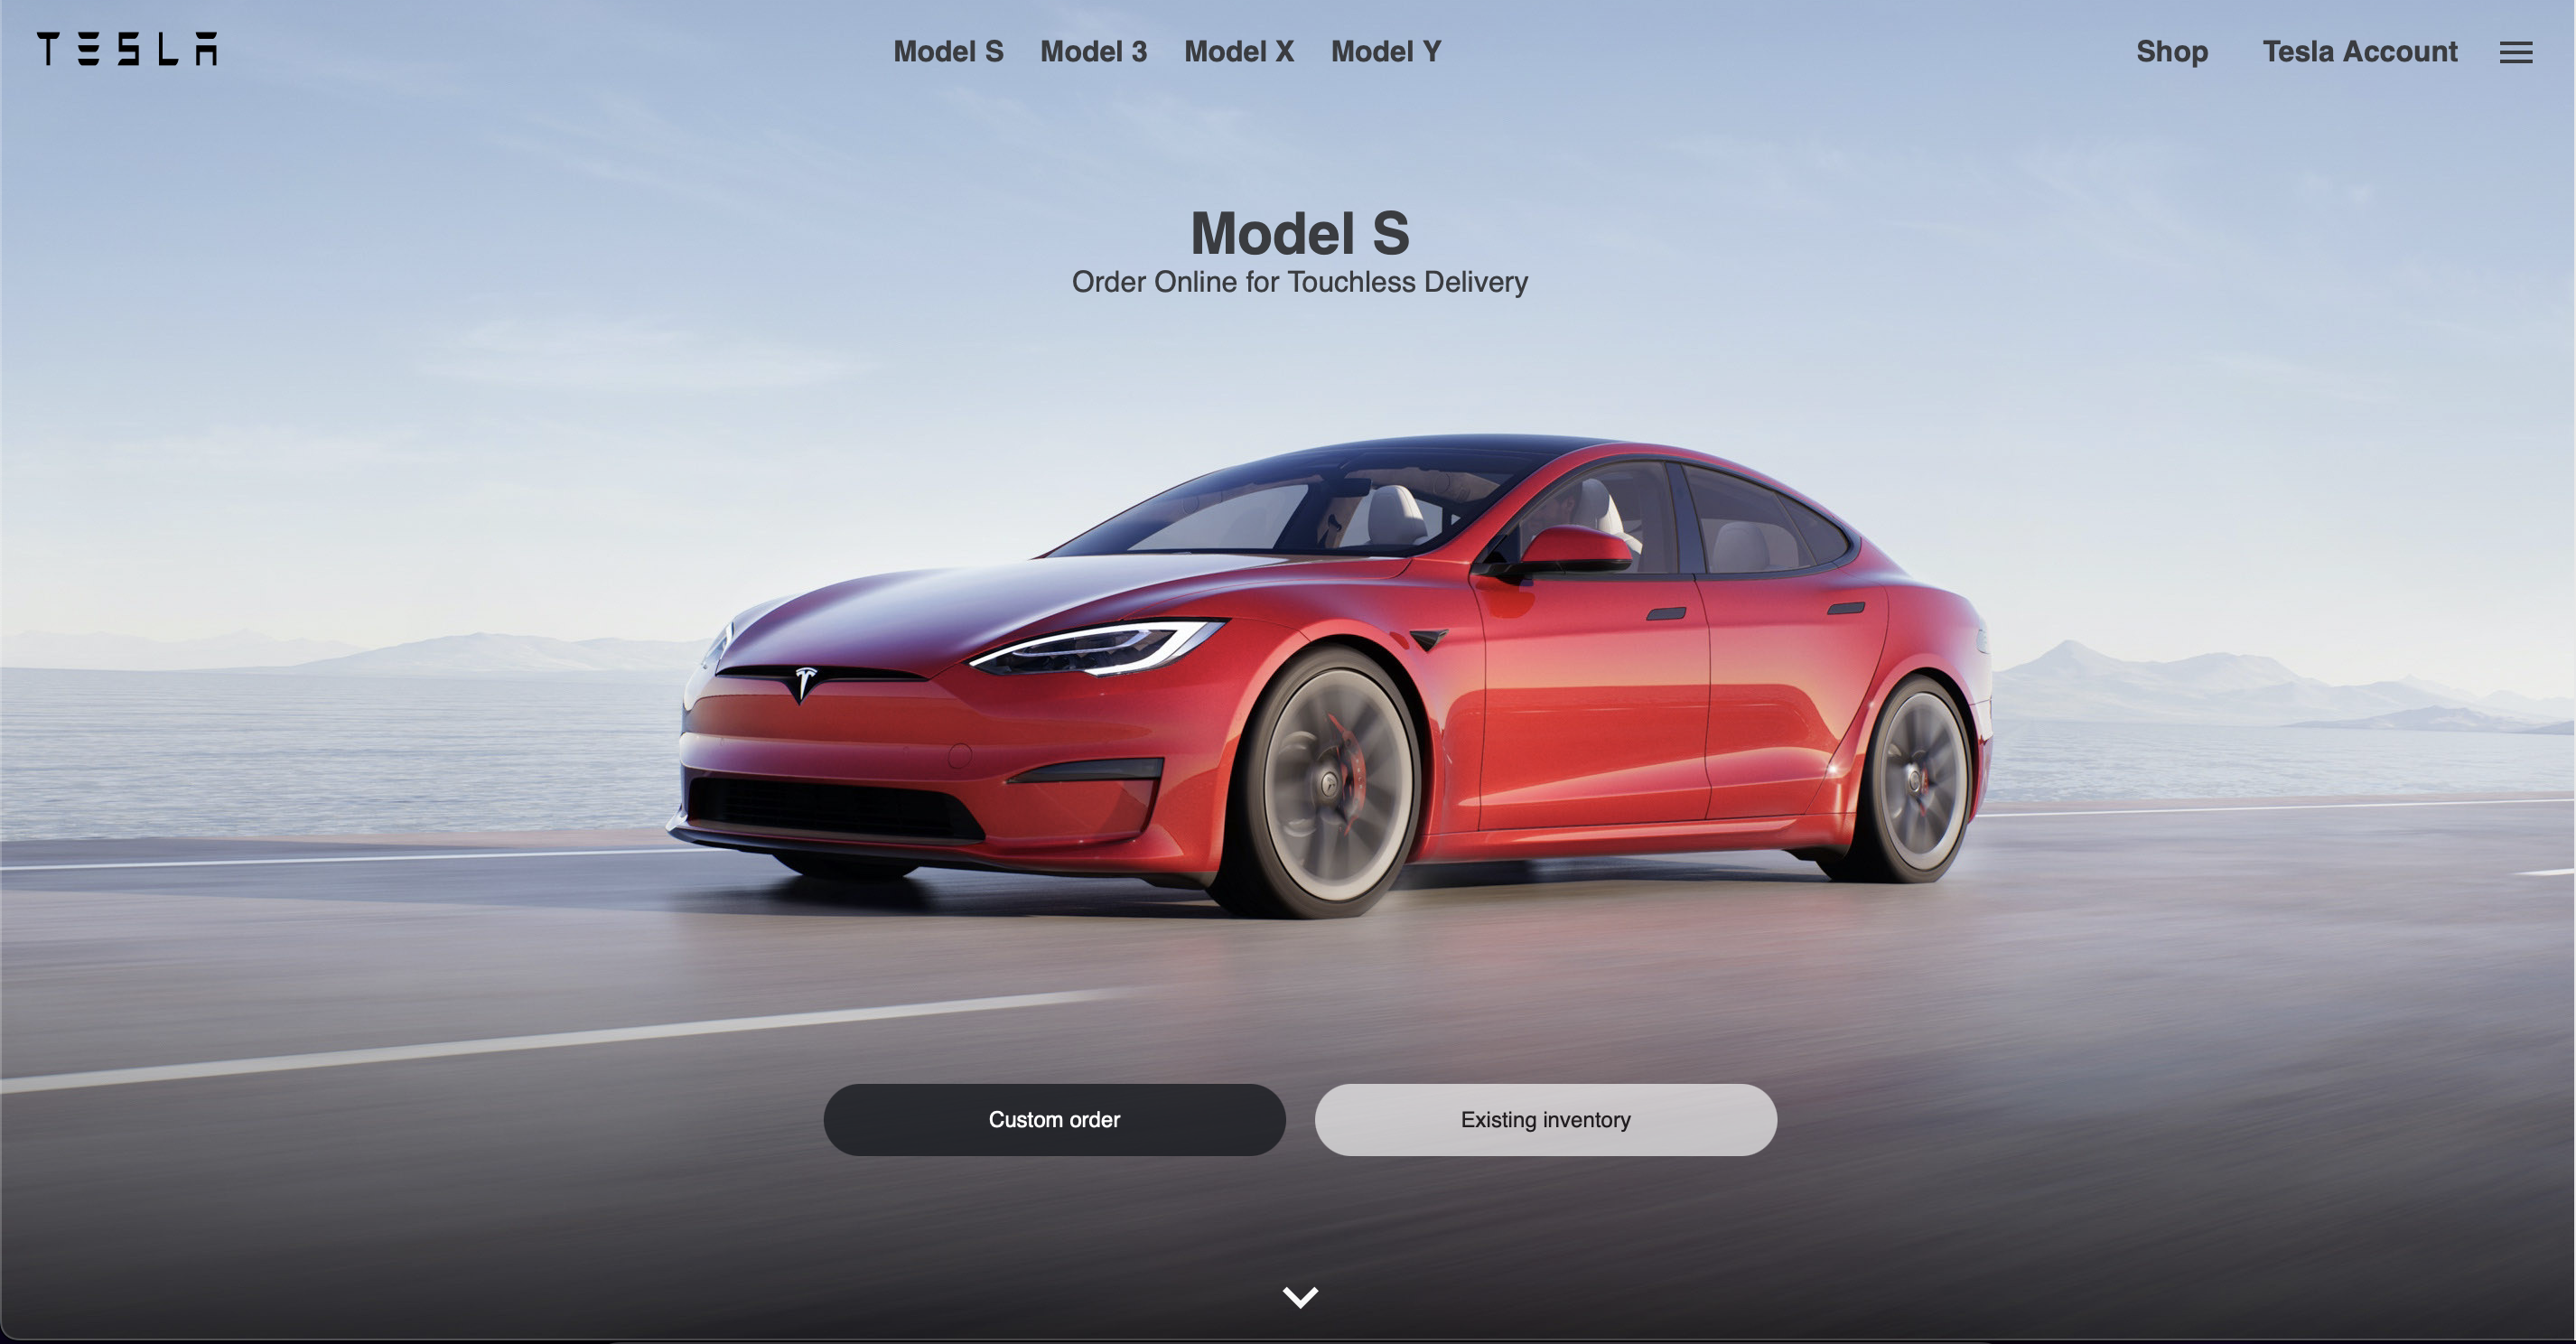 TESLA
Model S Model 3 Model X Model Y
Shop Tesla Account
Model S
Order Online for Touchless Delivery
Custom order
Existing inventory